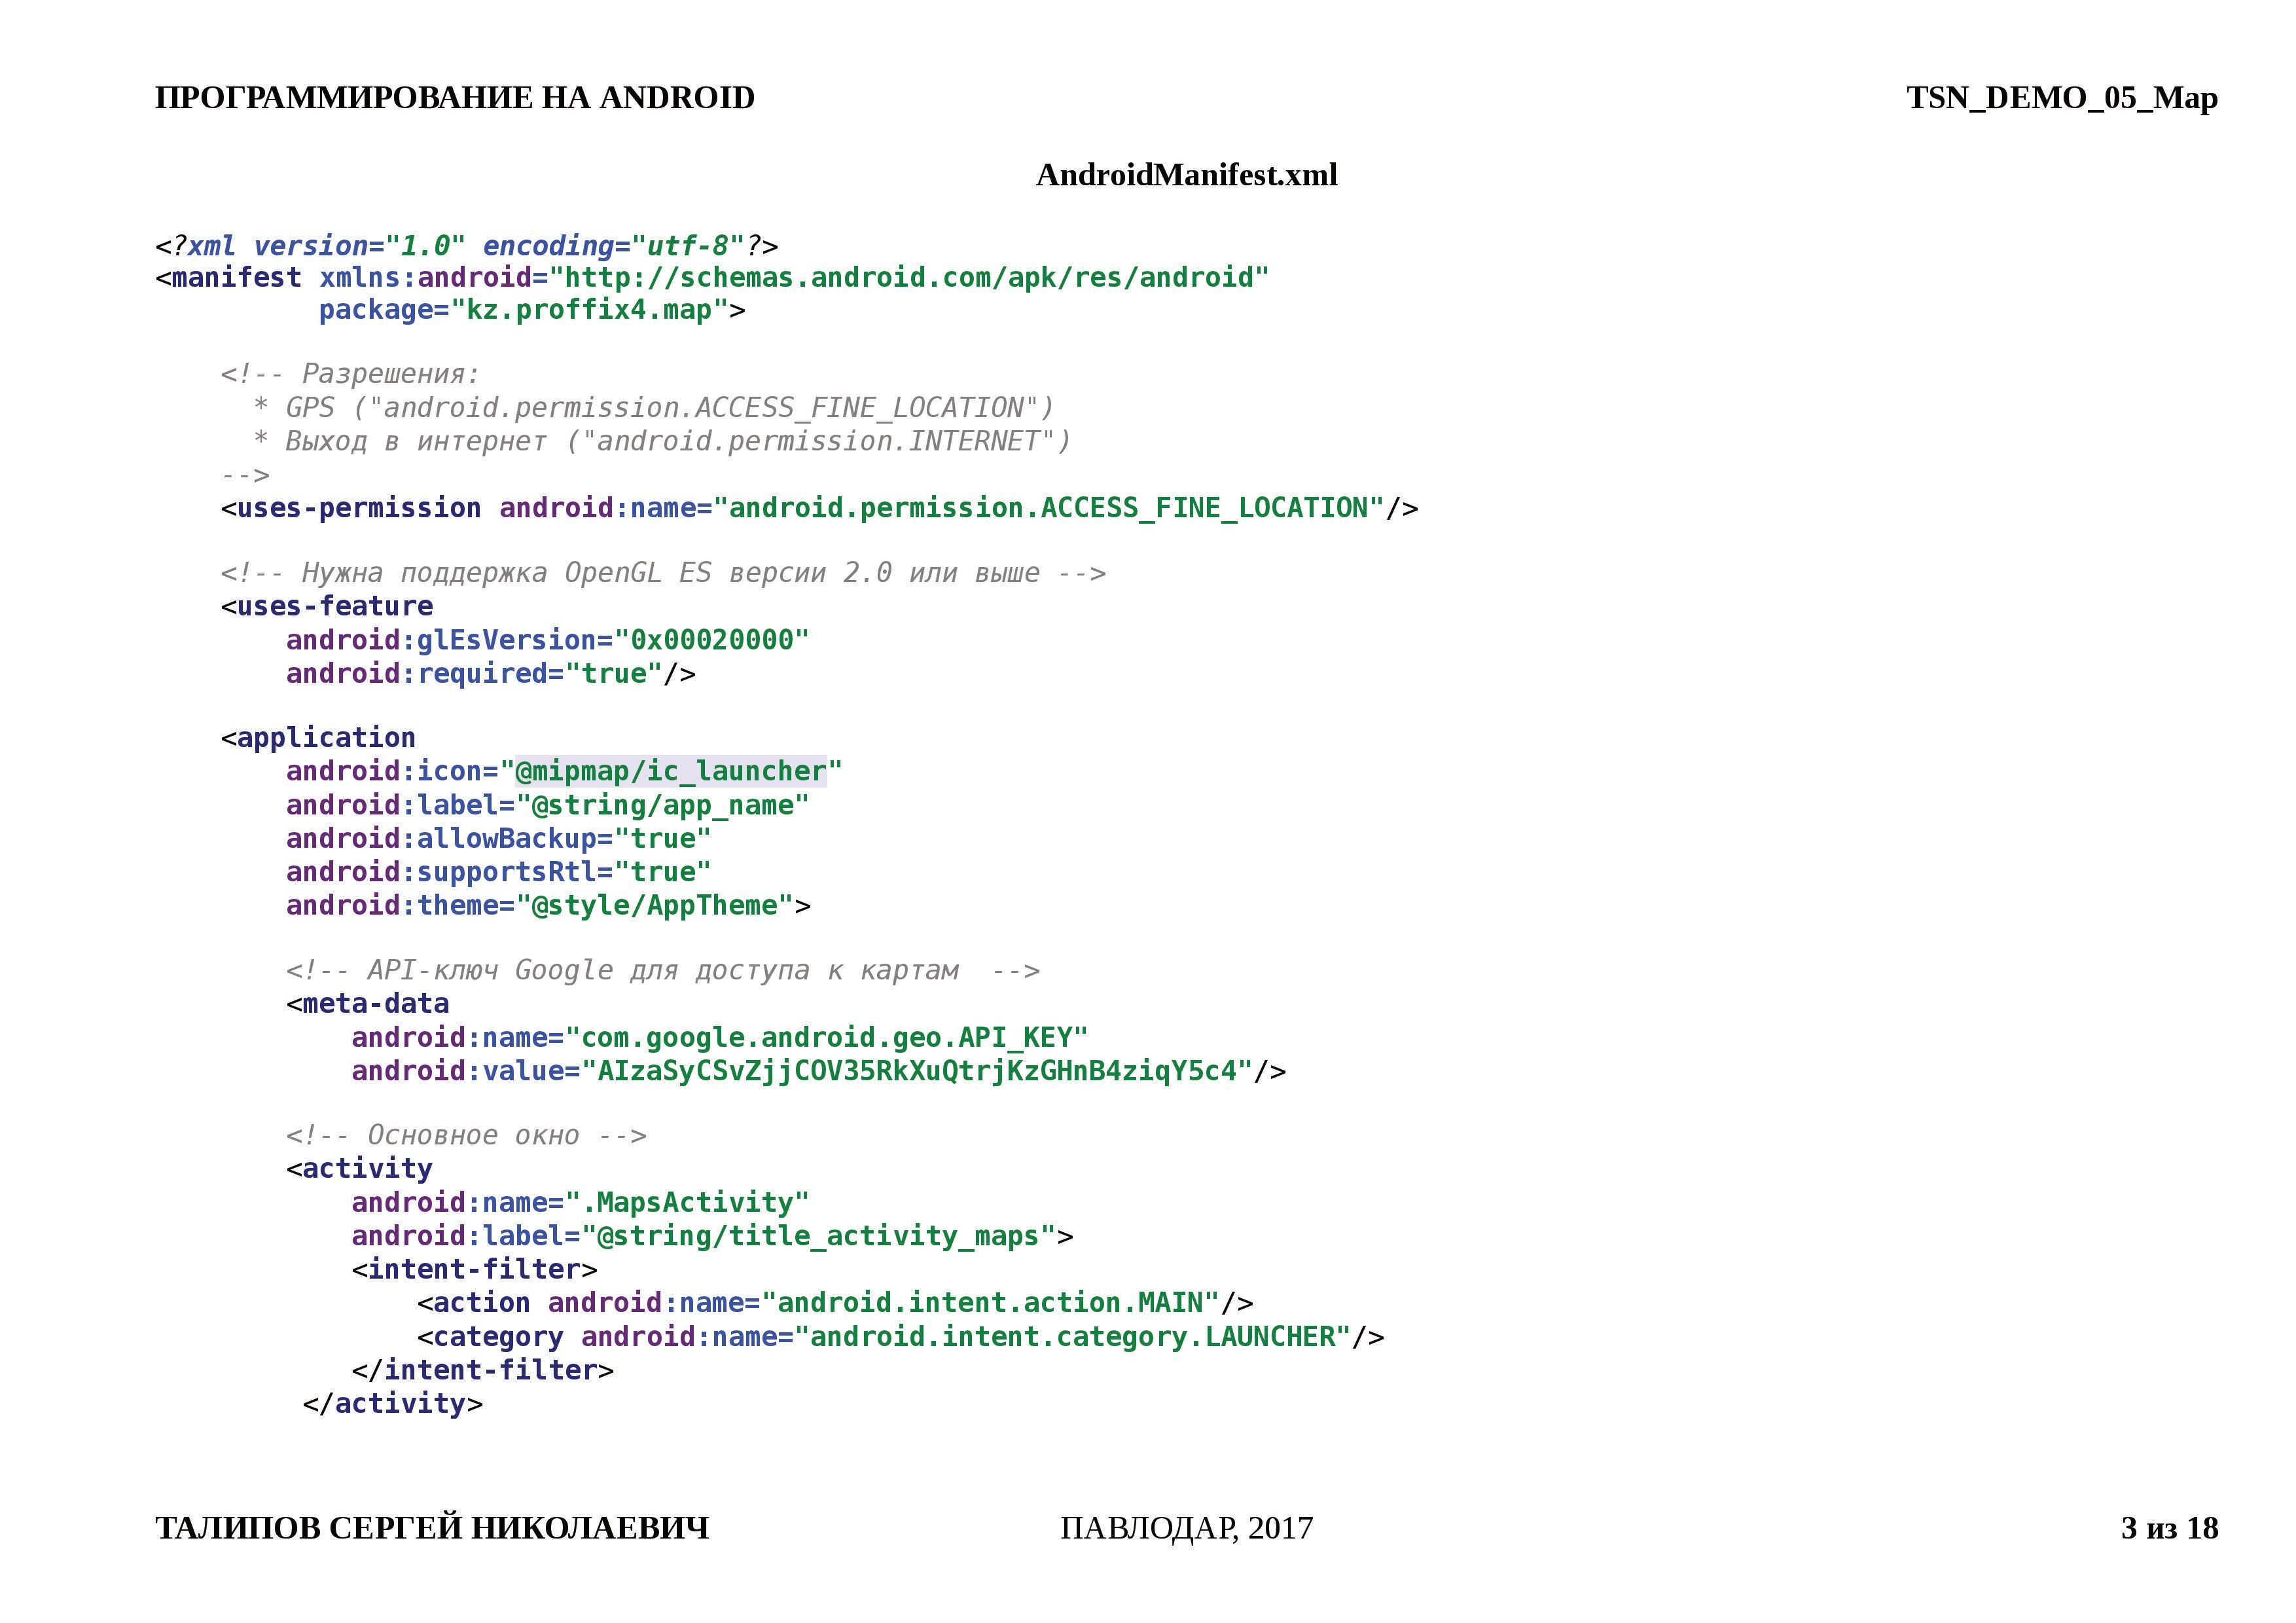 ПРОГРАММИРОВАНИЕ НА ANDROID TSN_DEMO_05_Map
AndroidManifest.xml
<?xml version="1.0" encoding="utf-8"?>
<manifest xmlns:android="http://schemas.android.com/apk/res/android"
package="kz.proffix4.map">
<!-- Разрешения:
* GPS ("android.permission.ACCESS_FINE_LOCATION")
* Выход в интернет ("android.permission.INTERNET")
-->
<uses-permission android:name="android.permission.ACCESS_FINE_LOCATION"/>
<!-- Нужна поддержка OpenGL ES версии 2.0 или выше -->
<uses-feature
android:glEsVersion="0x00020000"
android:required="true"/>
<application
android:icon="@mipmap/ic_launcher"
android:label="@string/app_name"
android:allowBackup="true"
android:supportsRtl="true"
android:theme="@style/AppTheme">
<!-- API-ключ Google для доступа к картам  -->
<meta-data
android:name="com.google.android.geo.API_KEY"
android:value="AIzaSyCSvZjjCOV35RkXuQtrjKzGHnB4ziqY5c4"/>
<!-- Основное окно -->
<activity
android:name=".MapsActivity"
android:label="@string/title_activity_maps">
<intent-filter>
<action android:name="android.intent.action.MAIN"/>
<category android:name="android.intent.category.LAUNCHER"/>
</intent-filter>
</activity>
ТАЛИПОВ СЕРГЕЙ НИКОЛАЕВИЧ ПАВЛОДАР, 2017 3 из 18